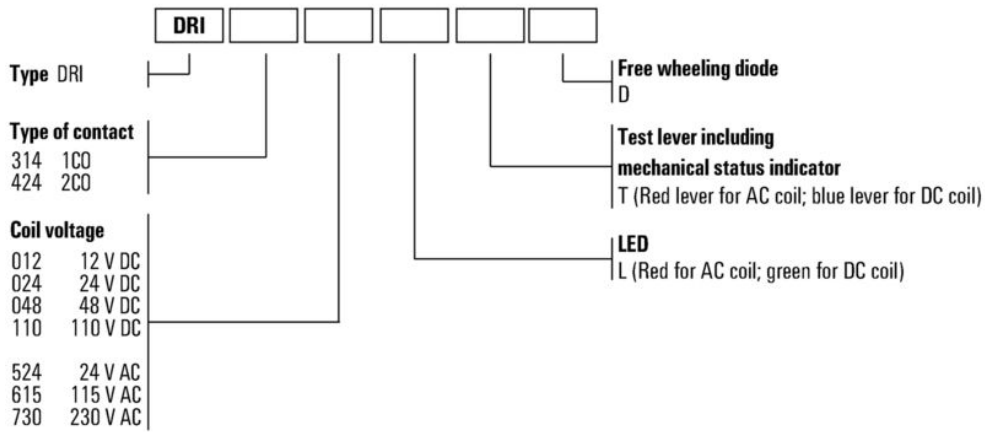 DRI
Type DRI
Type of contact
314 1CO
424 2CO
Coil voltage
012 12 V DC
024 24 V DC
048 48 V DC
110 110 V DC
524 24 V AC
615 115 V AC
730 230 V AC
Free wheeling diode
D
Test lever including
mechanical status indicator
T (Red lever for AC coil; blue lever for DC coil)
LED
L (Red for AC coil; green for DC coil)